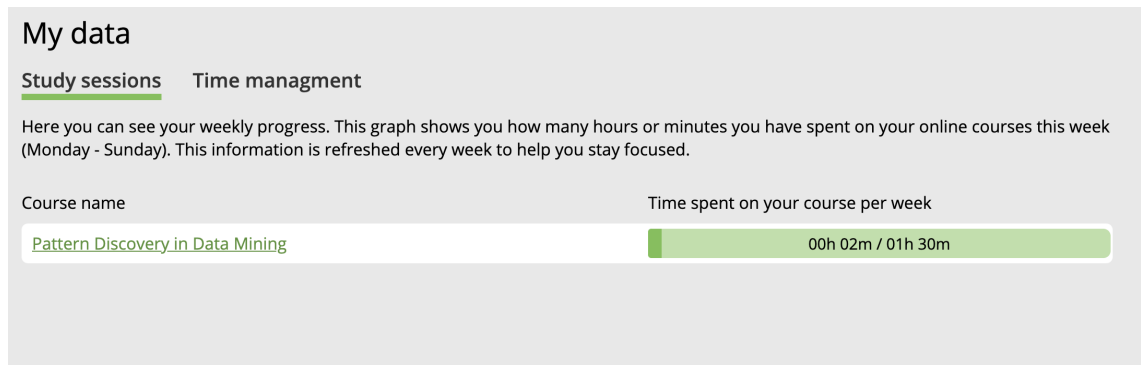 My data
Study sessions Time managment
Here you can see your weekly progress. This graph shows you how many hours or minutes you have spent on your online courses this week
(Monday - Sunday). This information is refreshed every week to help you stay focused.
Course name Time spent on your course per week
Pattern Discovery in Data Mining 00h 02m / 01h 30m